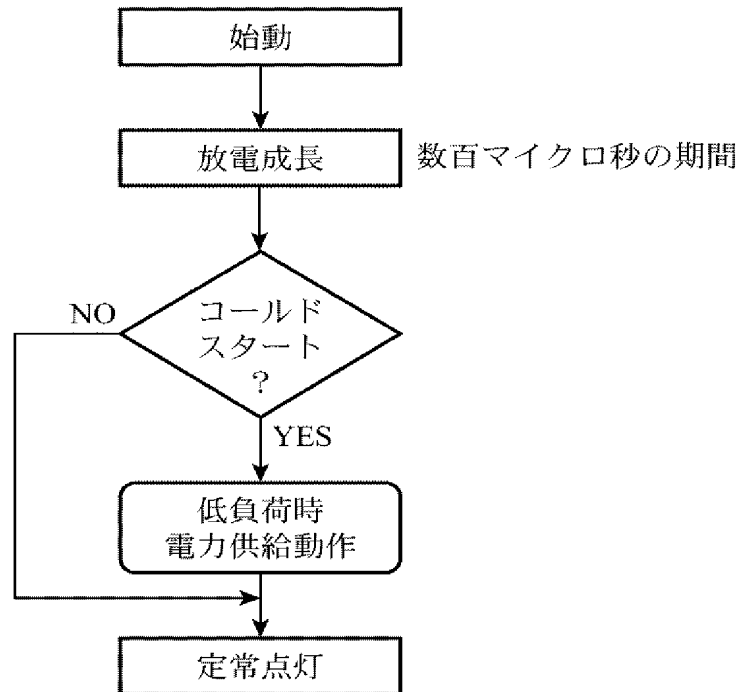 始動
放電成長
数百マイクロ秒の期間
コールド
スタート
?
NO
YES
低負荷時
電力供給動作
定常点灯